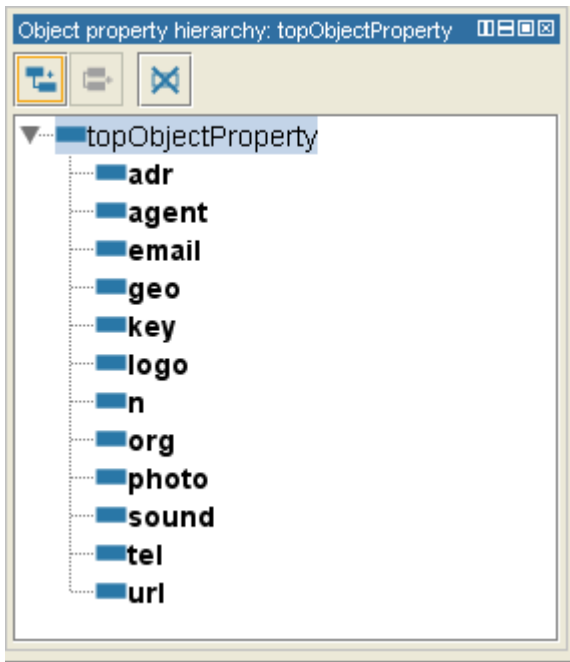 Object property hierarchy: topObjectProperty
topObjectProperty
adr
agent
email
geo
key
logo
n
org
photo
sound
tel
url